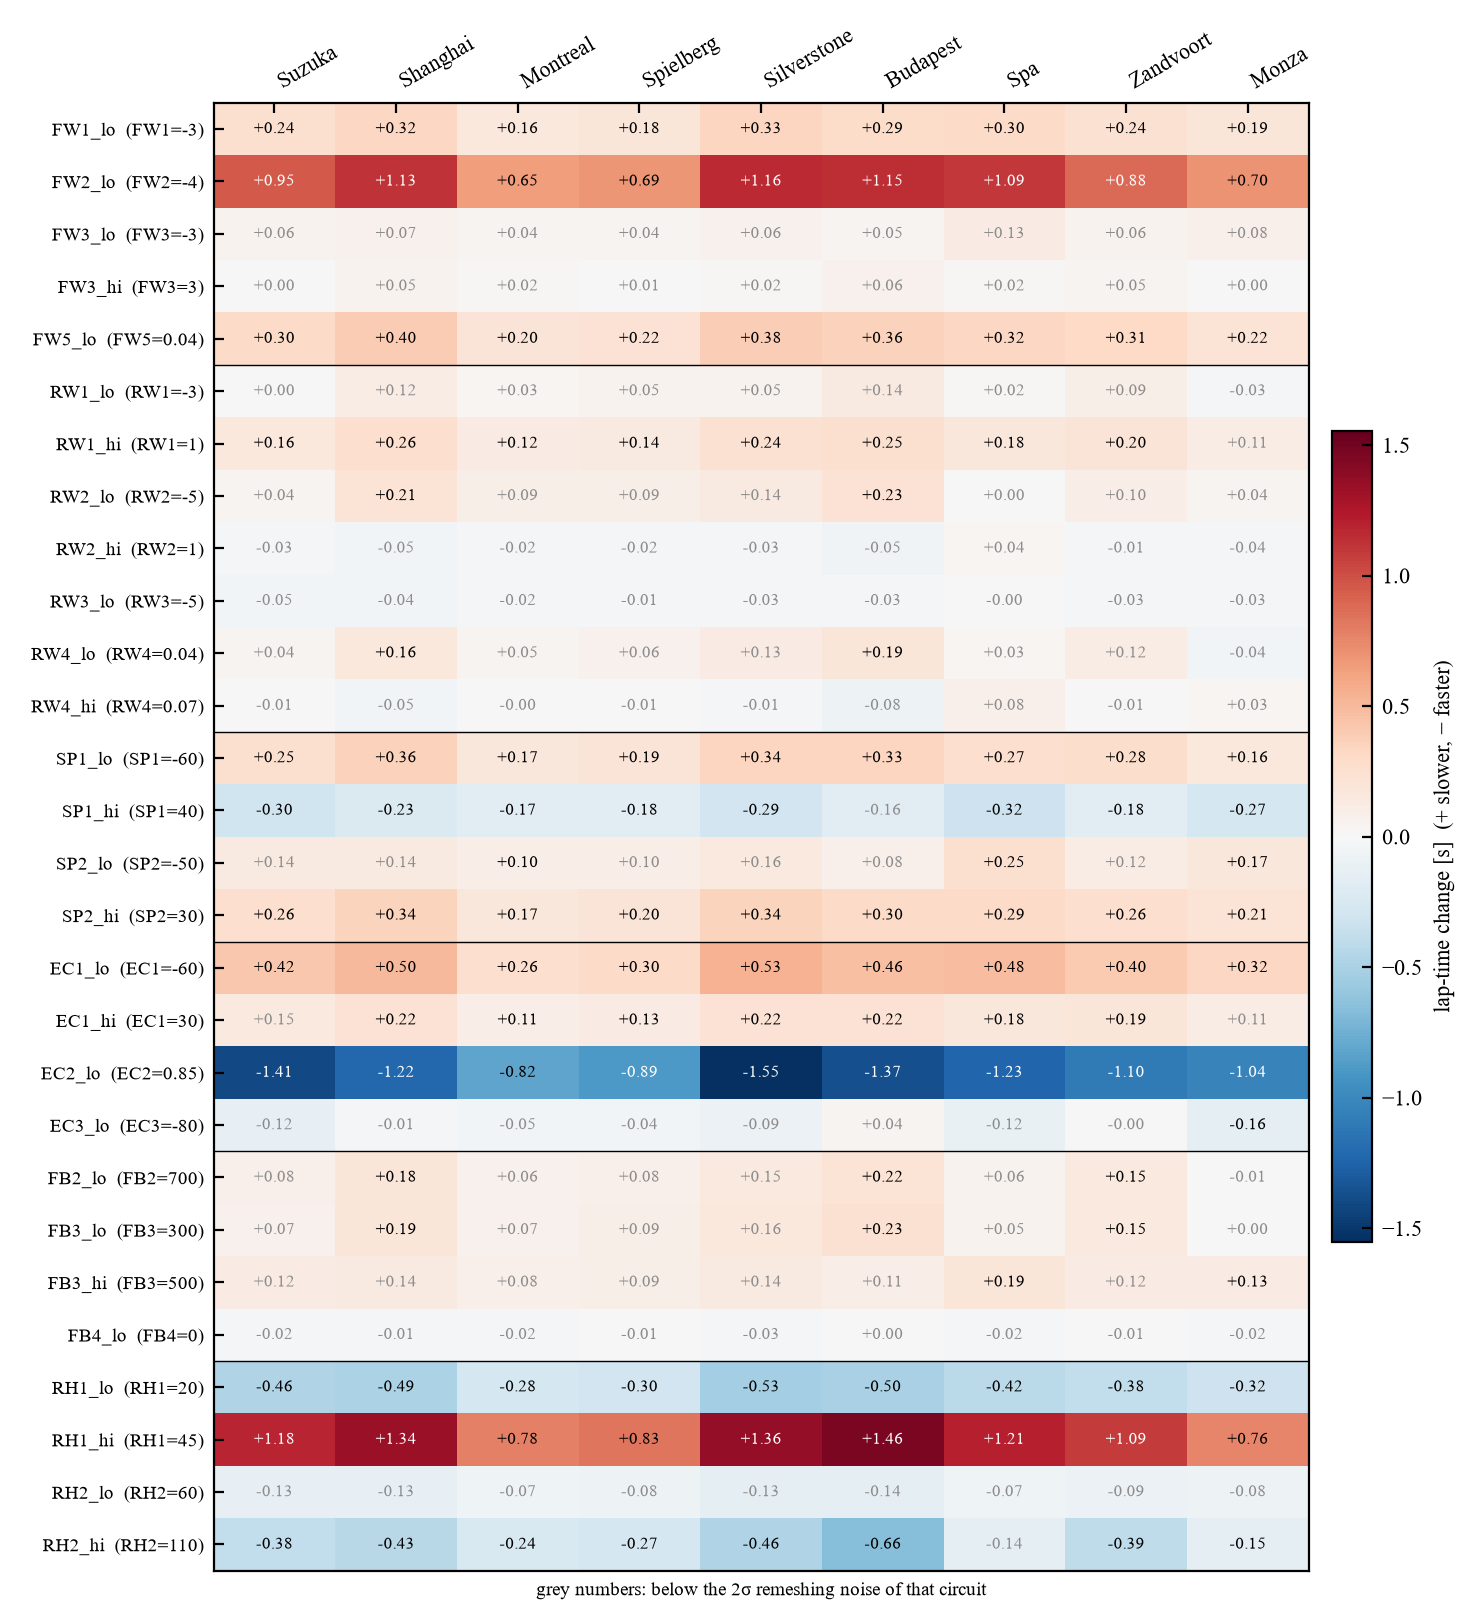 Suzuka Shanghai Montreal Spielberg Silverstone Budapest Spa Zandvoort Monza
FW1_lo (FW1=-3) +0.24 +0.32 +0.16 +0.18 +0.33 +0.29 +0.30 +0.24 +0.19
FW2_lo (FW2=-4) +0.95 +1.13 +0.65 +0.69 +1.16 +1.15 +1.09 +0.88 +0.70
FW3_lo (FW3=-3) +0.06 +0.07 +0.04 +0.04 +0.06 +0.05 +0.13 +0.06 +0.08
FW3_hi (FW3=3) +0.00 +0.05 +0.02 +0.01 +0.02 +0.06 +0.02 +0.05 +0.00
FW5_lo (FW5=0.04) +0.30 +0.40 +0.20 +0.22 +0.38 +0.36 +0.32 +0.31 +0.22
RW1_lo (RW1=-3) +0.00 +0.12 +0.03 +0.05 +0.05 +0.14 +0.02 +0.09 -0.03
RW1_hi (RW1=1) +0.16 +0.26 +0.12 +0.14 +0.24 +0.25 +0.18 +0.20 +0.11
RW2_lo (RW2=-5) +0.04 +0.21 +0.09 +0.09 +0.14 +0.23 +0.00 +0.10 +0.04
RW2_hi (RW2=1) -0.03 -0.05 -0.02 -0.02 -0.03 -0.05 +0.04 -0.01 -0.04
RW3_lo (RW3=-5) -0.05 -0.04 -0.02 -0.01 -0.03 -0.03 -0.00 -0.03 -0.03
RW4_lo (RW4=0.04) +0.04 +0.16 +0.05 +0.06 +0.13 +0.19 +0.03 +0.12 -0.04
RW4_hi (RW4=0.07) -0.01 -0.05 -0.00 -0.01 -0.01 -0.08 +0.08 -0.01 +0.03
SP1_lo (SP1=-60) +0.25 +0.36 +0.17 +0.19 +0.34 +0.33 +0.27 +0.28 +0.16
SP1_hi (SP1=40) -0.30 -0.23 -0.17 -0.18 -0.29 -0.16 -0.32 -0.18 -0.27
SP2_lo (SP2=-50) +0.14 +0.14 +0.10 +0.10 +0.16 +0.08 +0.25 +0.12 +0.17
SP2_hi (SP2=30) +0.26 +0.34 +0.17 +0.20 +0.34 +0.30 +0.29 +0.26 +0.21
EC1_lo (EC1=-60) +0.42 +0.50 +0.26 +0.30 +0.53 +0.46 +0.48 +0.40 +0.32
EC1_hi (EC1=30) +0.15 +0.22 +0.11 +0.13 +0.22 +0.22 +0.18 +0.19 +0.11
EC2_lo (EC2=0.85) -1.41 -1.22 -0.82 -0.89 -1.55 -1.37 -1.23 -1.10 -1.04
EC3_lo (EC3=-80) -0.12 -0.01 -0.05 -0.04 -0.09 +0.04 -0.12 -0.00 -0.16
FB2_lo (FB2=700) +0.08 +0.18 +0.06 +0.08 +0.15 +0.22 +0.06 +0.15 -0.01
FB3_lo (FB3=300) +0.07 +0.19 +0.07 +0.09 +0.16 +0.23 +0.05 +0.15 +0.00
FB3_hi (FB3=500) +0.12 +0.14 +0.08 +0.09 +0.14 +0.11 +0.19 +0.12 +0.13
FB4_lo (FB4=0) -0.02 -0.01 -0.02 -0.01 -0.03 +0.00 -0.02 -0.01 -0.02
RH1_lo (RH1=20) -0.46 -0.49 -0.28 -0.30 -0.53 -0.50 -0.42 -0.38 -0.32
RH1_hi (RH1=45) +1.18 +1.34 +0.78 +0.83 +1.36 +1.46 +1.21 +1.09 +0.76
RH2_lo (RH2=60) -0.13 -0.13 -0.07 -0.08 -0.13 -0.14 -0.07 -0.09 -0.08
RH2_hi (RH2=110) -0.38 -0.43 -0.24 -0.27 -0.46 -0.66 -0.14 -0.39 -0.15
grey numbers: below the 2σ remeshing noise of that circuit
1.5
1.0
0.5
0.0
−0.5
−1.0
−1.5
lap-time change [s] (+ slower, − faster)